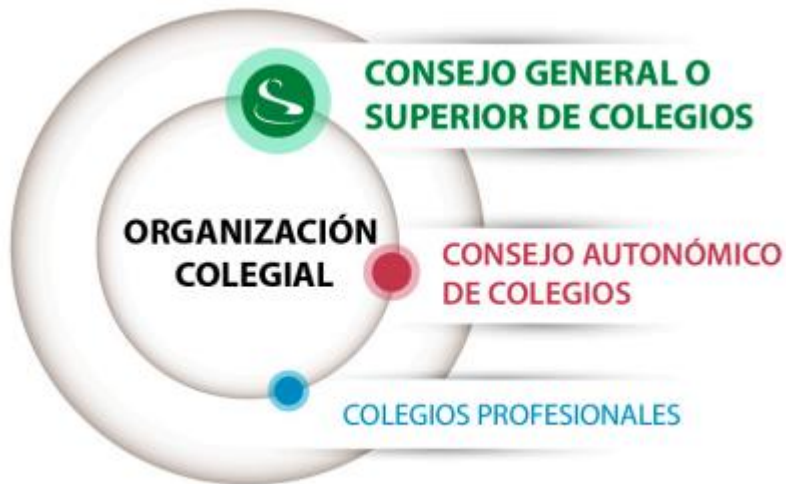 CONSEJO GENERAL O
SUPERIOR DE COLEGIOS
ORGANIZACIÓN
COLEGIAL
CONSEJO AUTONÓMICO
DE COLEGIOS
COLEGIOS PROFESIONALES